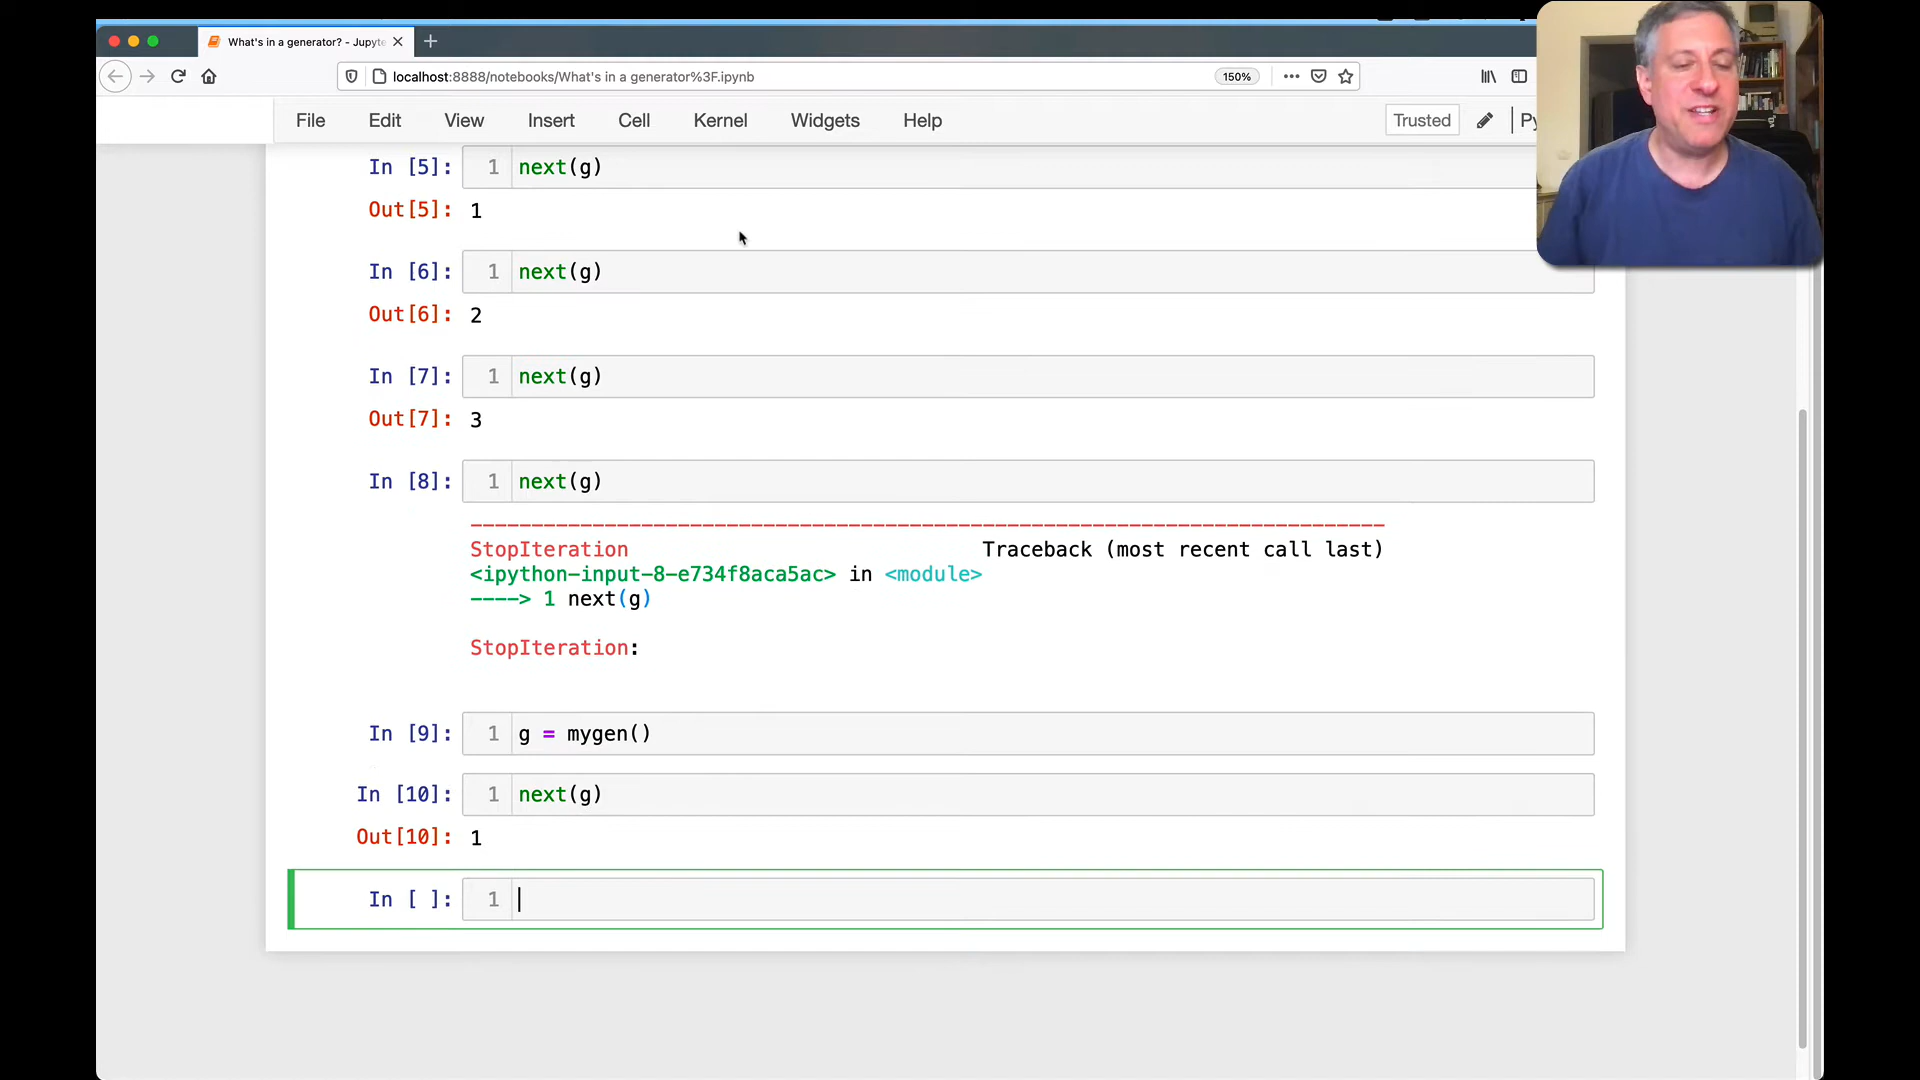 What's in a generator? - Jupyte
localhost:8888/notebooks/What's in a generator%3F.ipynb
150%
File Edit View Insert Cell Kernel Widgets Help
Trusted
Py
In [5]: 1 next(g)
Out[5]: 1
In [6]: 1 next(g)
Out[6]: 2
In [7]: 1 next(g)
Out[7]: 3
In [8]: 1 next(g)
---------------------------------------------------------------------------
StopIteration Traceback (most recent call last)
<ipython-input-8-e734f8aca5ac> in <module>
----> 1 next(g)
StopIteration:
In [9]: 1 g = mygen()
In [10]: 1 next(g)
Out[10]: 1
In [ ]: 1